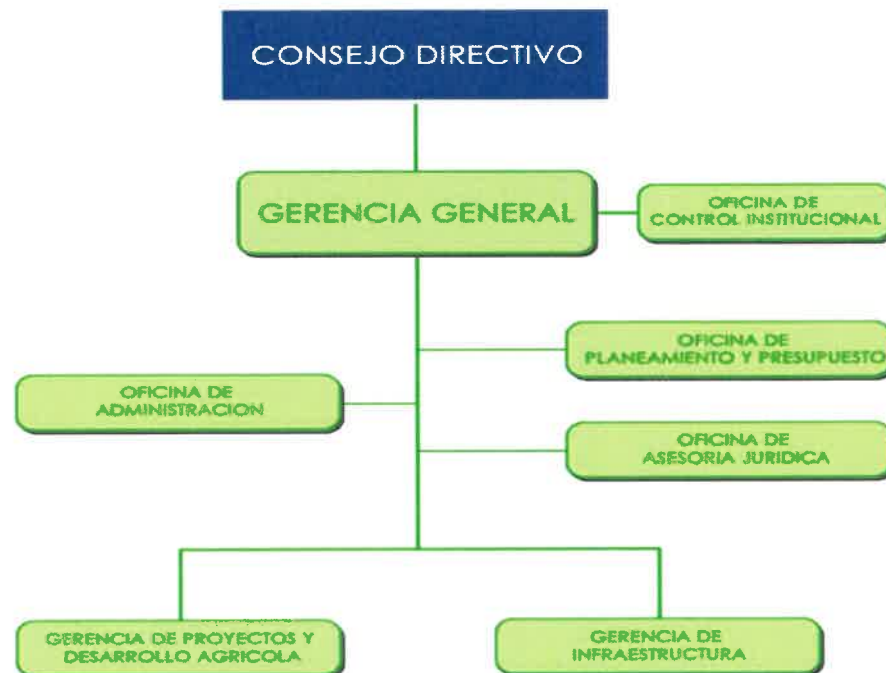 CONSEJO DIRECTIVO
GERENCIA GENERAL
OFICINA DE
CONTROL INSTITUCIONAL
OFICINA DE
PLANEAMIENTO Y PRESUPUESTO
OFICINA DE
ADMINISTRACION
OFICINA DE
ASESORIA JURIDICA
GERENCIA DE PROYECTOS Y
DESARROLLO AGRICOLA
GERENCIA DE
INFRAESTRUCTURA